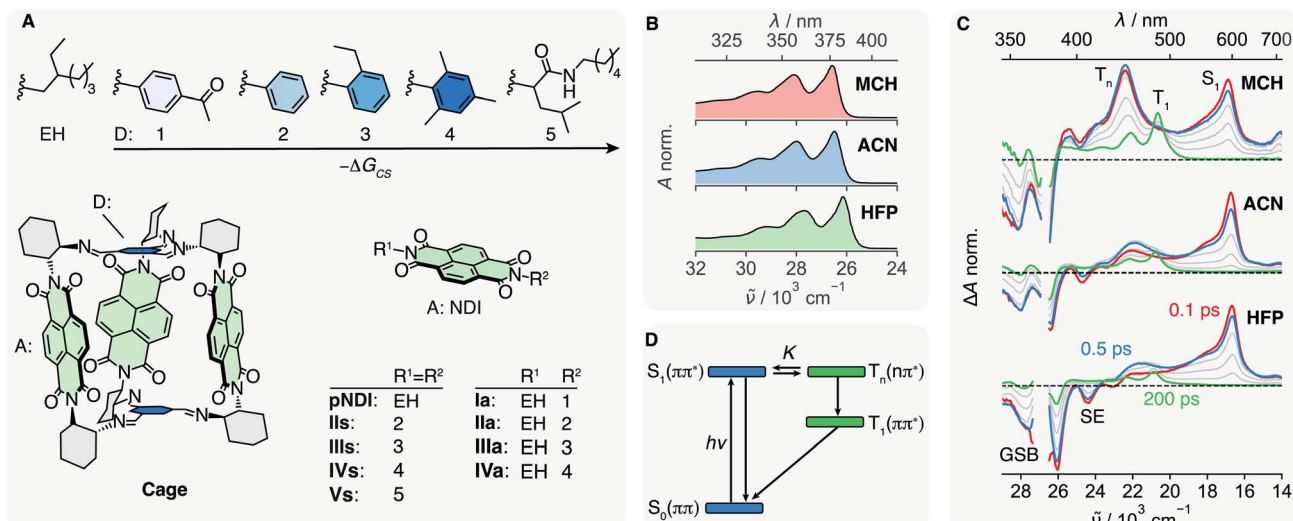 A
EH
D:
1
2
3
4
5
( )3
O
O
N
H
( )4
−ΔG_CS
D:
A:
N
N
N
N
O
N
O
O
N
O
O
N
O
O
N
O
O
N
O
O
N
O
N
N
Cage
R¹
N
O
O
O
O
N
R²
A: NDI
R¹=R²
pNDI: EH
IIs: 2
IIIs: 3
IVs: 4
Vs: 5
R¹ R²
Ia: EH 1
IIa: EH 2
IIIa: EH 3
IVa: EH 4
B
λ / nm
325 350 375 400
MCH
ACN
HFP
A norm.
32 30 28 26 24
ν̃ / 10³ cm⁻¹
C
λ / nm
350 400 500 600 700
Tₙ
T₁
S₁
MCH
ACN
HFP
0.1 ps
0.5 ps
200 ps
SE
GSB
ΔA norm.
28 26 24 22 20 18 16 14
ν̃ / 10³ cm⁻¹
D
S₁(ππ*)
K
Tₙ(nπ*)
T₁(ππ*)
hν
S₀(ππ)